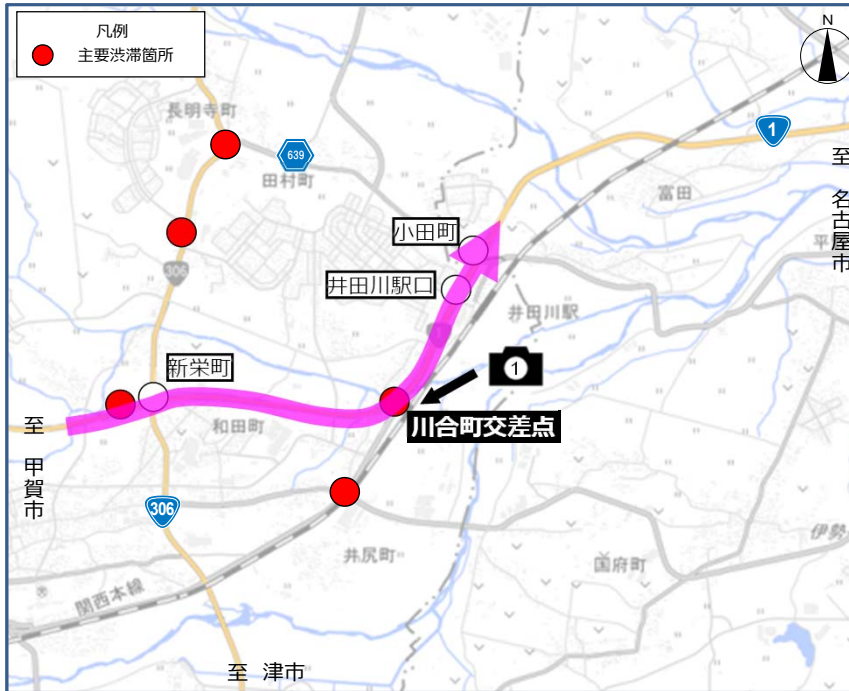 凡例
主要渋滞箇所
N
長明寺町
639
田村町
1
至 名古屋市
富田
平
小田町
306
井田川駅口
井田川駅
1
新栄町
川合町交差点
和田町
至 甲賀市
306
井尻町
国府町
伊勢
関西本線
至 津市